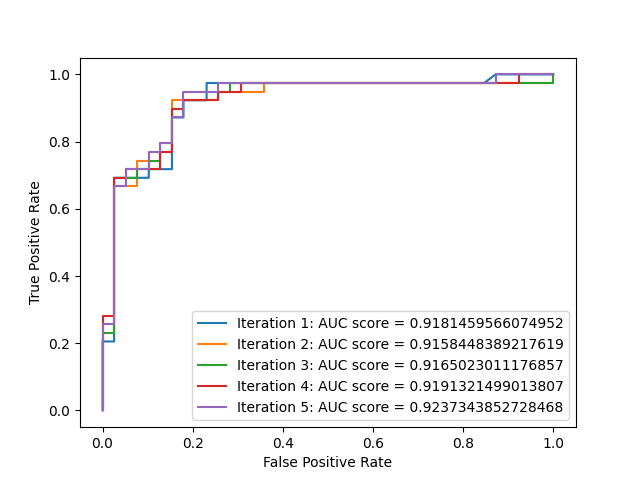 1.0
0.8
0.6
0.4
0.2
0.0
True Positive Rate
Iteration 1: AUC score = 0.9181459566074952
Iteration 2: AUC score = 0.9158448389217619
Iteration 3: AUC score = 0.9165023011176857
Iteration 4: AUC score = 0.9191321499013807
Iteration 5: AUC score = 0.9237343852728468
0.0 0.2 0.4 0.6 0.8 1.0
False Positive Rate